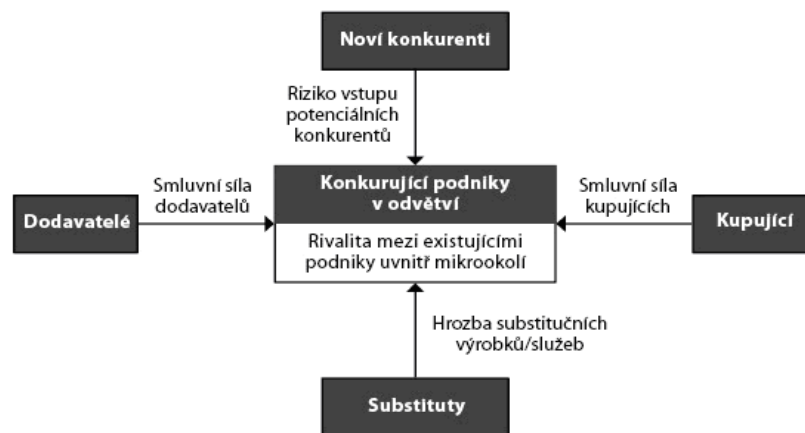 Noví konkurenti
Riziko vstupu
potenciálních
konkurentů
Dodavatelé
Smluvní síla
dodavatelů
Konkurující podniky
v odvětví
Rivalita mezi existujícími
podniky uvnitř mikrookolí
Smluvní síla
kupujících
Kupující
Hrozba substitučních
výrobků/služeb
Substituty